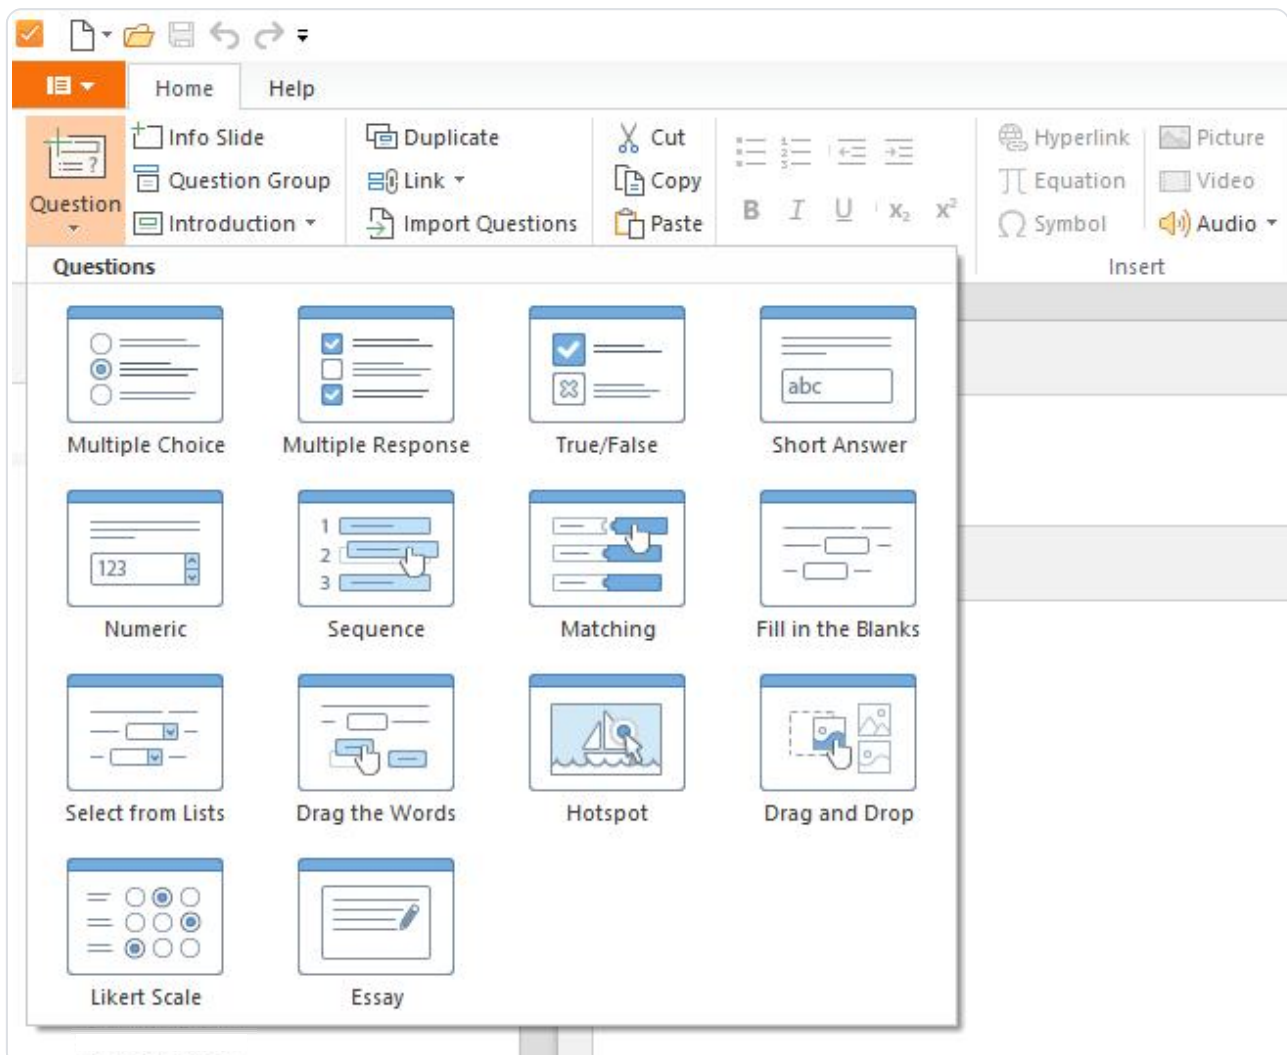 Home Help
Info Slide Duplicate Cut Hyperlink Picture
Question Group Link Copy Equation Video
Question Introduction Import Questions Paste B I U x₂ x² Symbol Audio
Insert
Questions
abc
Multiple Choice Multiple Response True/False Short Answer
1
2
3
123
Numeric Sequence Matching Fill in the Blanks
Select from Lists Drag the Words Hotspot Drag and Drop
Likert Scale Essay